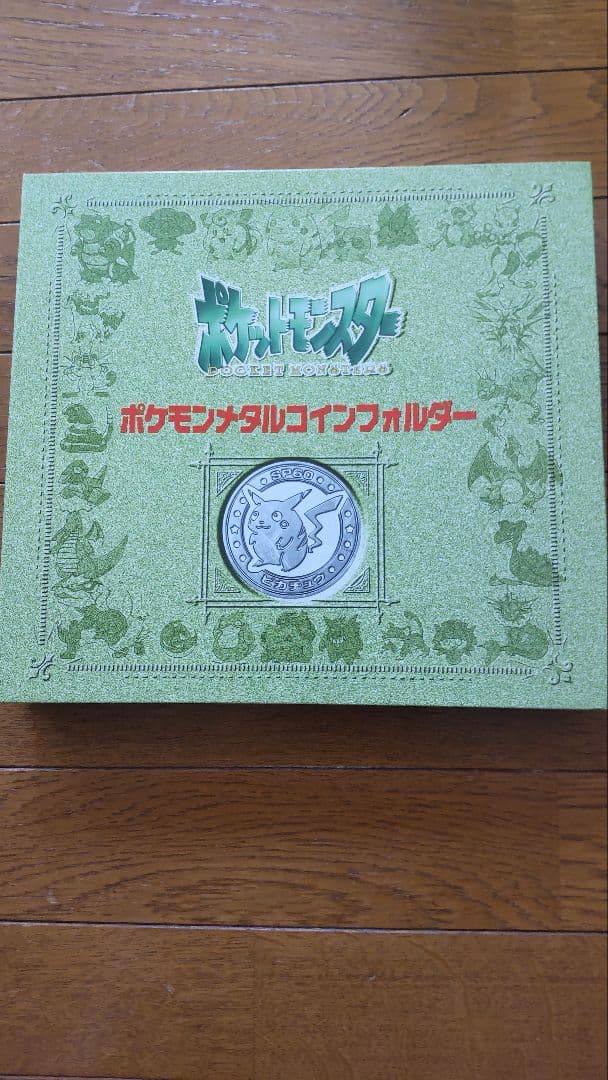 ポケットモンスター
POCKET MONSTERS
ポケモンメタルコインフォルダー
S260
ピカチュウ